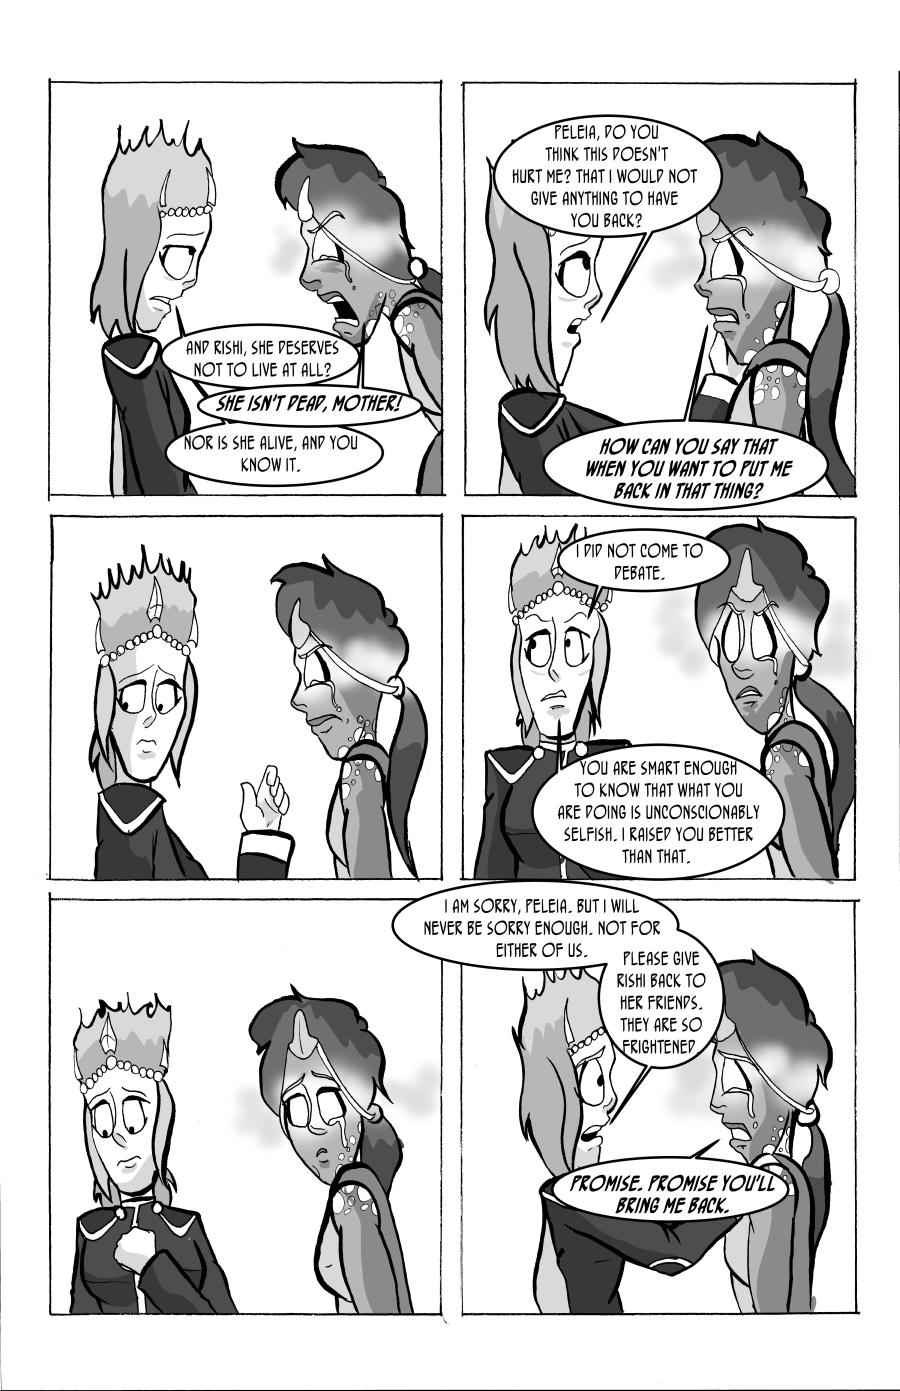 AND RISHI, SHE DESERVES
NOT TO LIVE AT ALL?
SHE ISN'T DEAD, MOTHER!
NOR IS SHE ALIVE, AND YOU
KNOW IT.
PELEIA, DO YOU
THINK THIS DOESN'T
HURT ME? THAT I WOULD NOT
GIVE ANYTHING TO HAVE
YOU BACK?
HOW CAN YOU SAY THAT
WHEN YOU WANT TO PUT ME
BACK IN THAT THING?
I DID NOT COME TO
DEBATE.
YOU ARE SMART ENOUGH
TO KNOW THAT WHAT YOU
ARE DOING IS UNCONSCIONABLY
SELFISH. I RAISED YOU BETTER
THAN THAT.
I AM SORRY, PELEIA. BUT I WILL
NEVER BE SORRY ENOUGH. NOT FOR
EITHER OF US.
PLEASE GIVE
RISHI BACK TO
HER FRIENDS.
THEY ARE SO
FRIGHTENED.
PROMISE. PROMISE YOU'LL
BRING ME BACK.